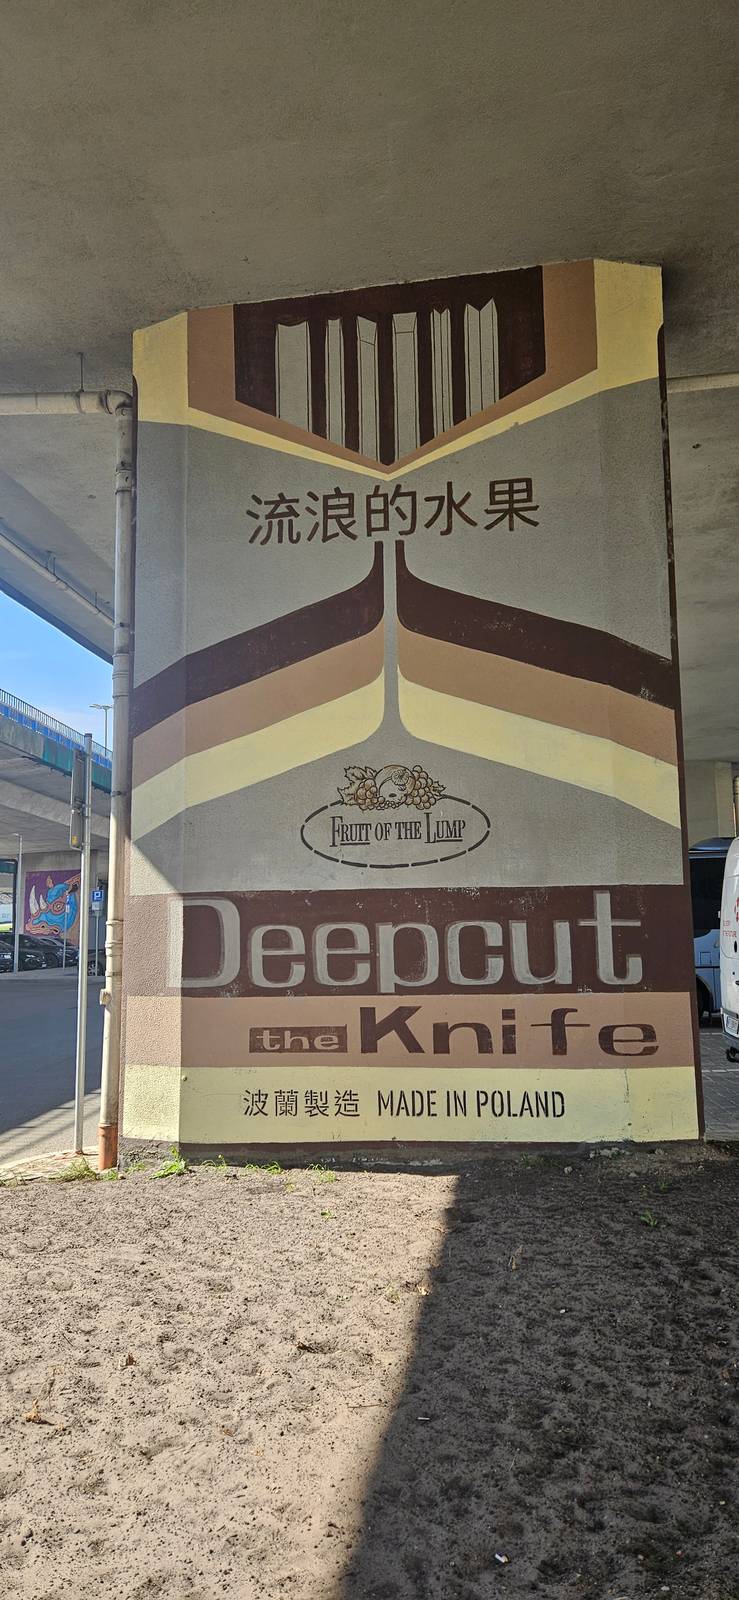 流浪的水果
FRUIT OF THE LUMP
Deepcut
the Knife
波蘭製造 MADE IN POLAND
P